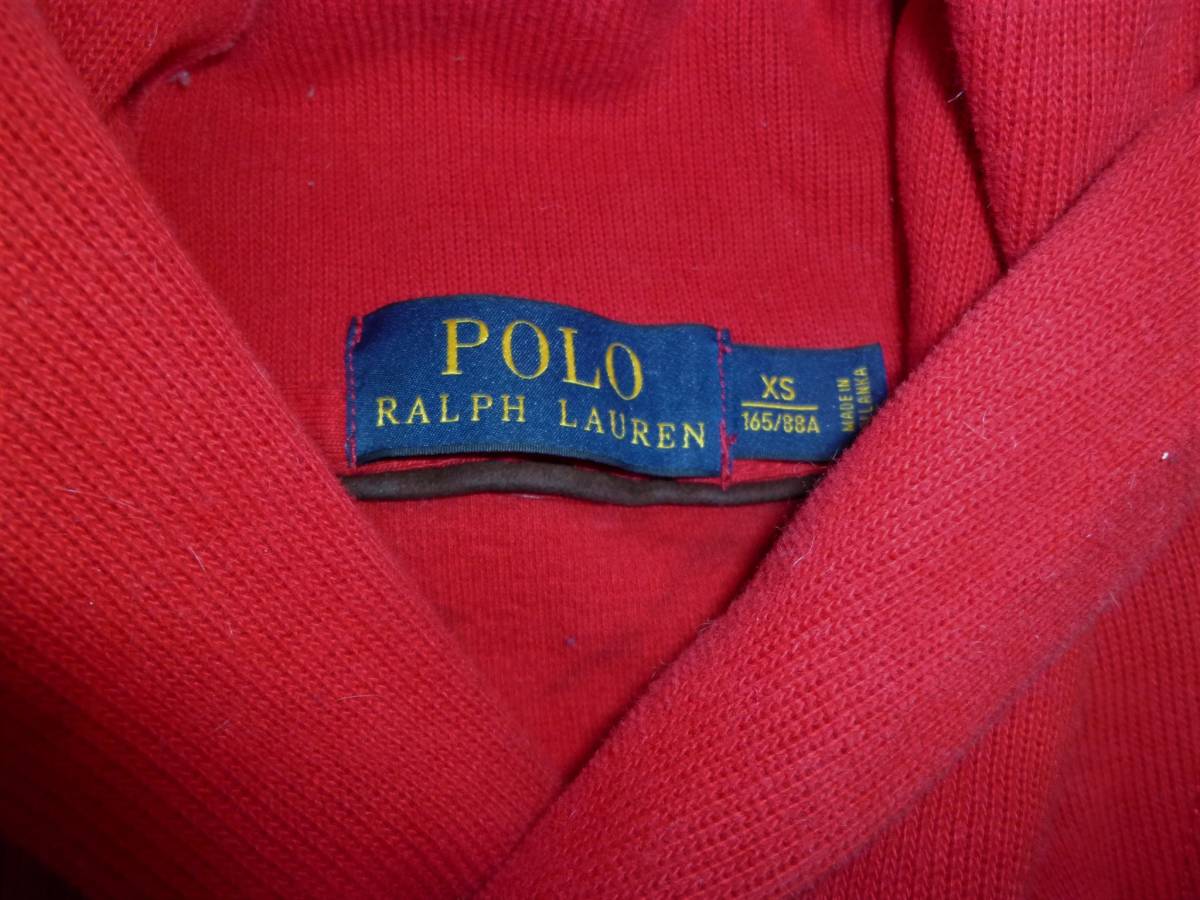 POLO
RALPH LAUREN
XS
165/88A
MADE IN
LANKA